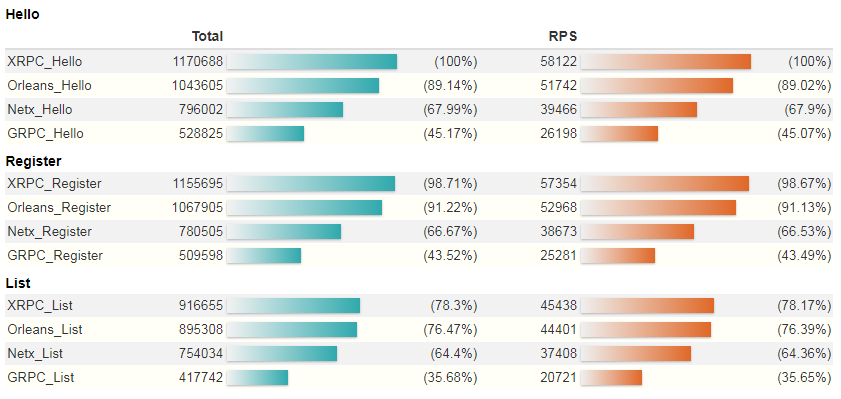 Hello
Total RPS
XRPC_Hello 1170688 (100%) 58122 (100%)
Orleans_Hello 1043605 (89.14%) 51742 (89.02%)
Netx_Hello 796002 (67.99%) 39466 (67.9%)
GRPC_Hello 528825 (45.17%) 26198 (45.07%)
Register
XRPC_Register 1155695 (98.71%) 57354 (98.67%)
Orleans_Register 1067905 (91.22%) 52968 (91.13%)
Netx_Register 780505 (66.67%) 38673 (66.53%)
GRPC_Register 509598 (43.52%) 25281 (43.49%)
List
XRPC_List 916655 (78.3%) 45438 (78.17%)
Orleans_List 895308 (76.47%) 44401 (76.39%)
Netx_List 754034 (64.4%) 37408 (64.36%)
GRPC_List 417742 (35.68%) 20721 (35.65%)